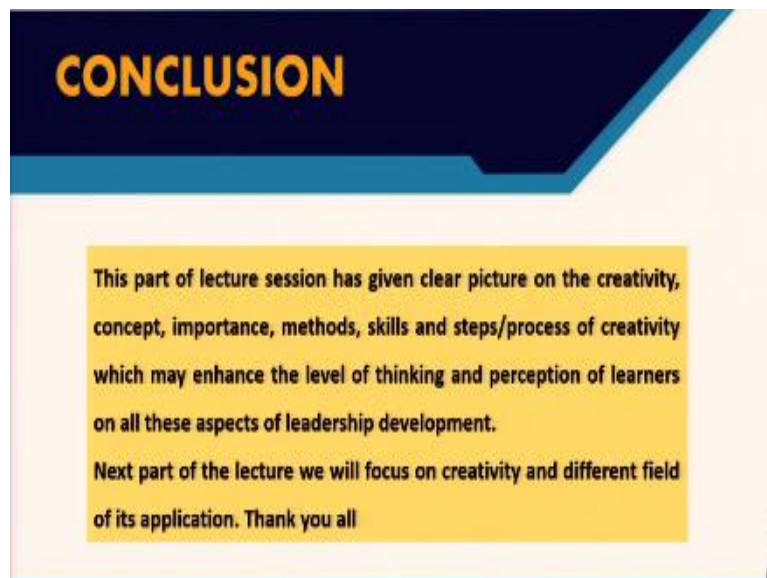 CONCLUSION
This part of lecture session has given clear picture on the creativity,
concept, importance, methods, skills and steps/process of creativity
which may enhance the level of thinking and perception of learners
on all these aspects of leadership development.
Next part of the lecture we will focus on creativity and different field
of its application. Thank you all